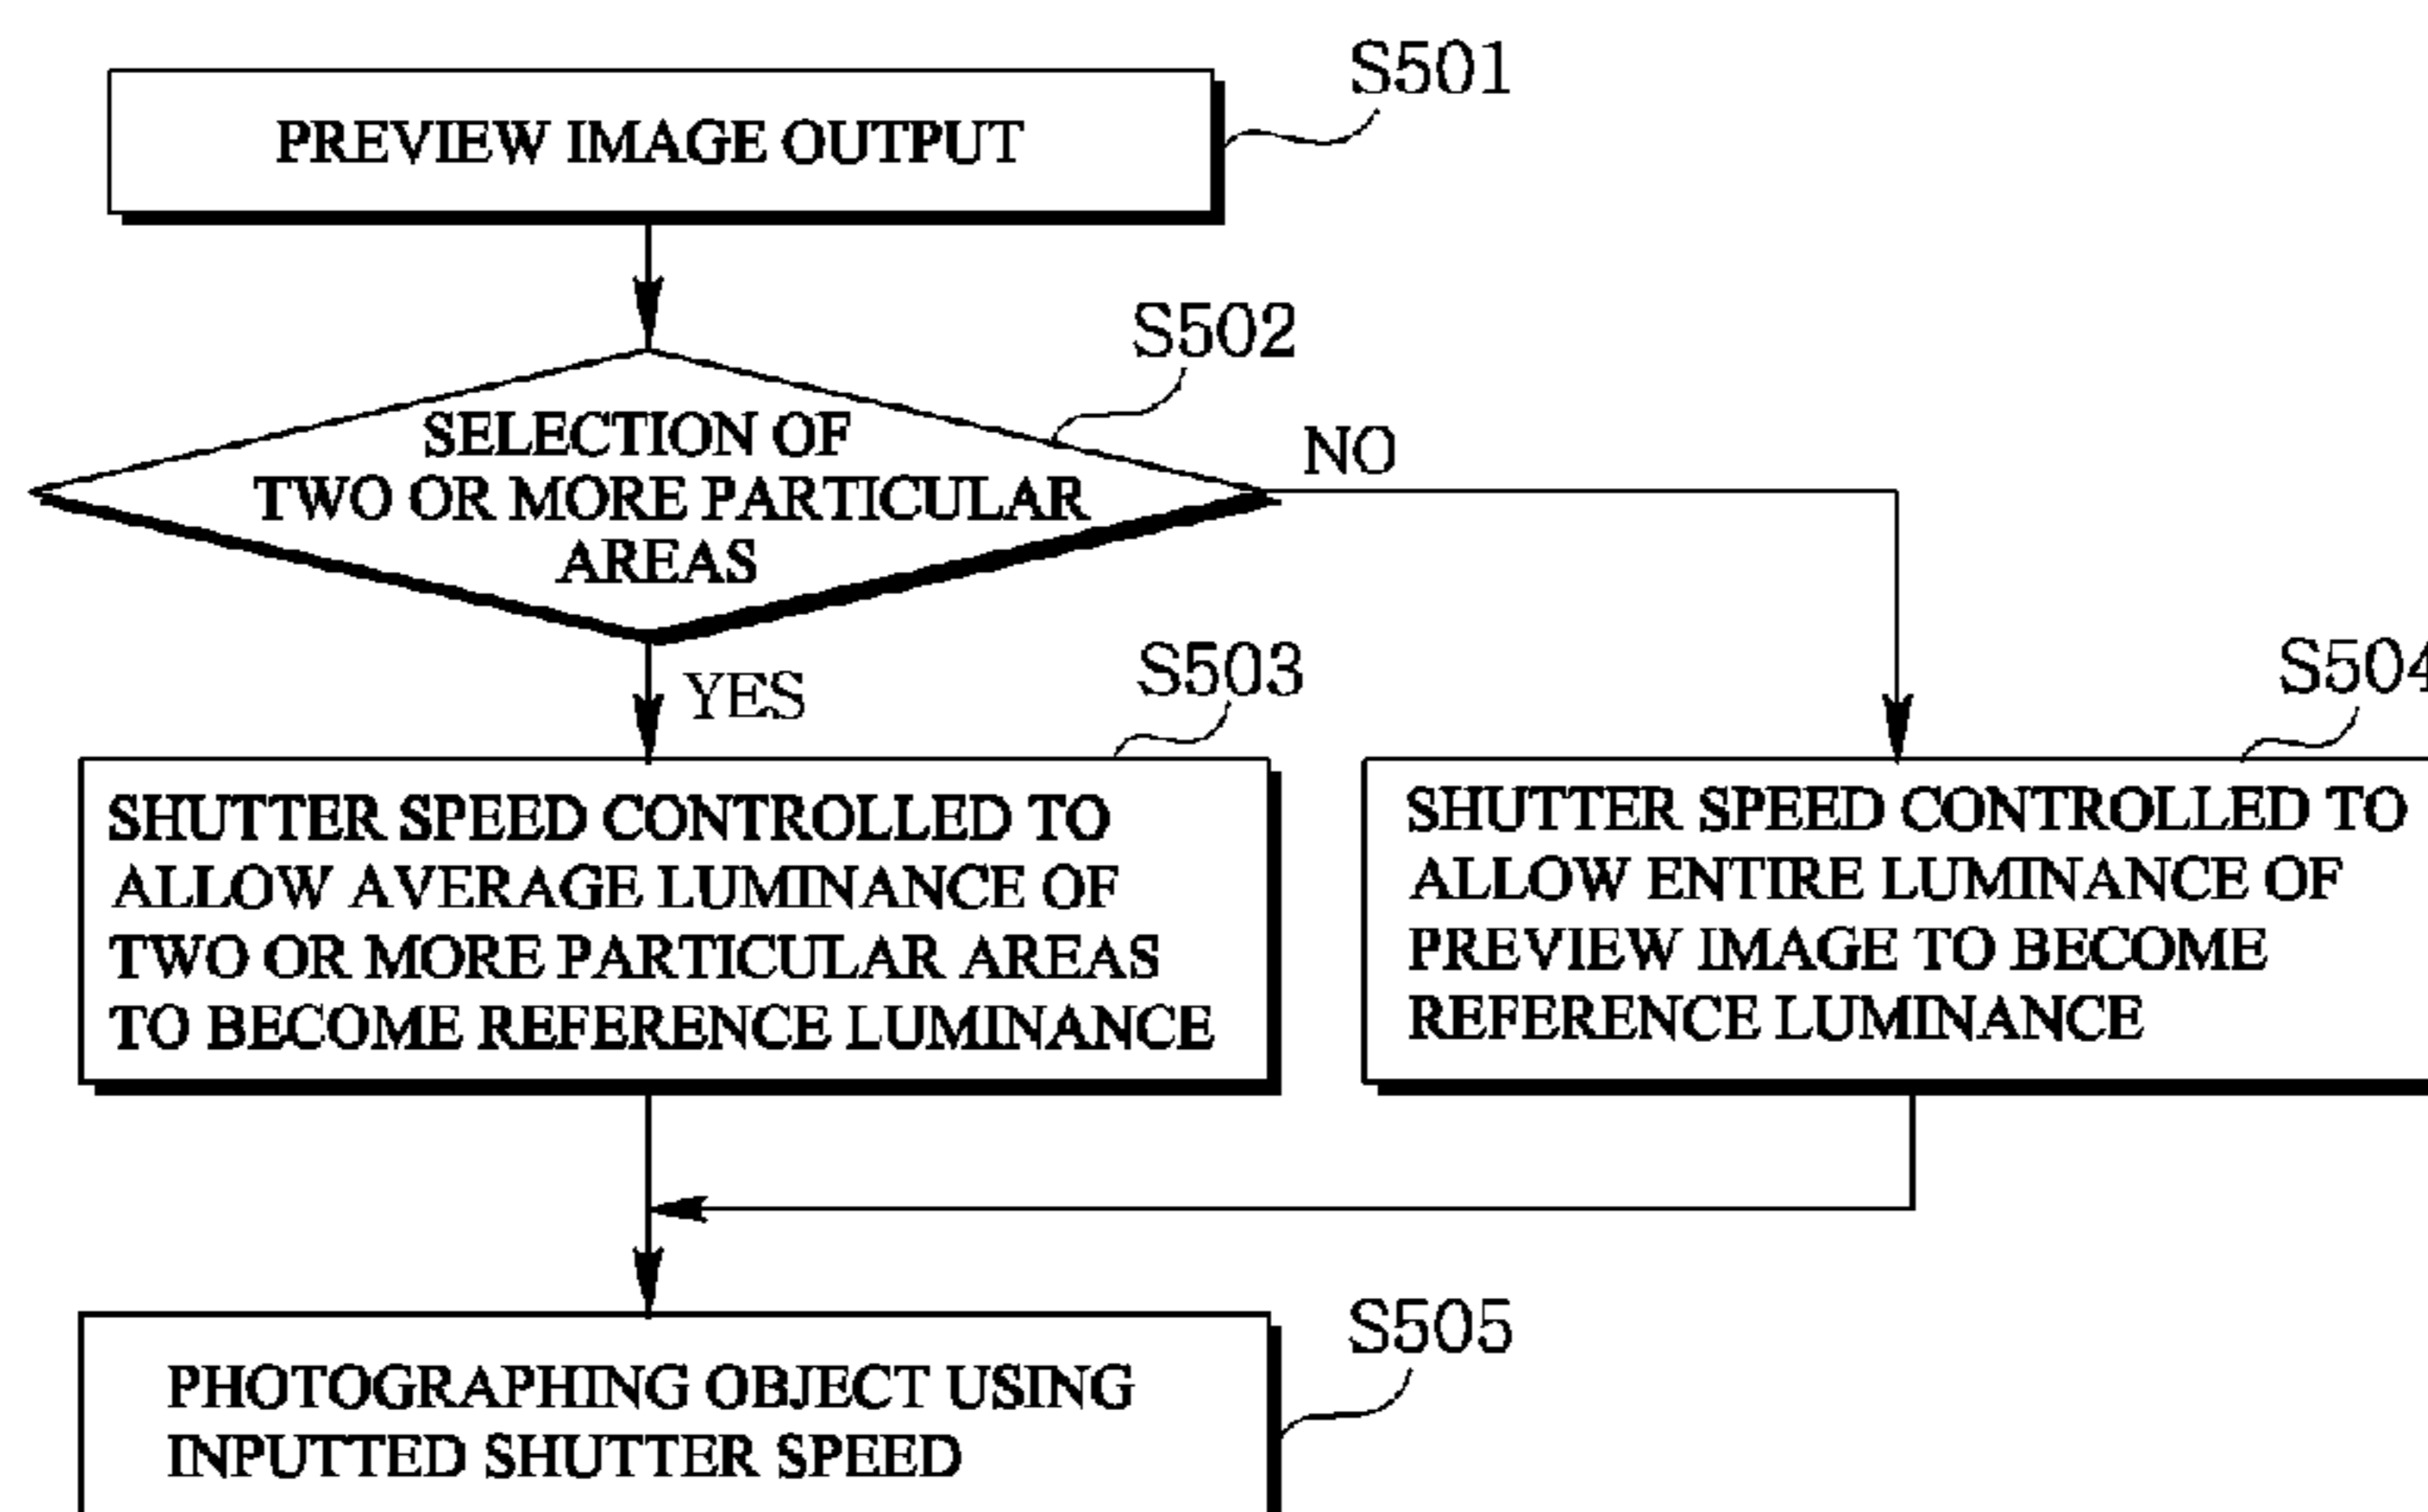 S501
PREVIEW IMAGE OUTPUT
S502
SELECTION OF
TWO OR MORE PARTICULAR
AREAS
NO
YES
S503
SHUTTER SPEED CONTROLLED TO
ALLOW AVERAGE LUMINANCE OF
TWO OR MORE PARTICULAR AREAS
TO BECOME REFERENCE LUMINANCE
S504
SHUTTER SPEED CONTROLLED TO
ALLOW ENTIRE LUMINANCE OF
PREVIEW IMAGE TO BECOME
REFERENCE LUMINANCE
S505
PHOTOGRAPHING OBJECT USING
INPUTTED SHUTTER SPEED